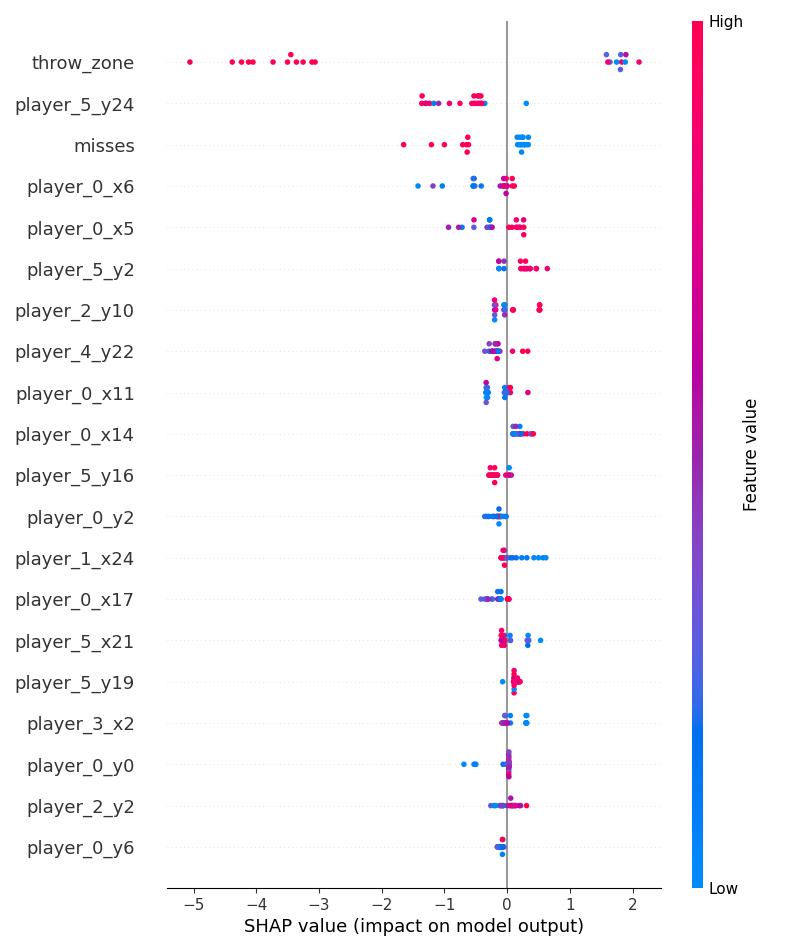 High
throw_zone
player_5_y24
misses
player_0_x6
player_0_x5
player_5_y2
player_2_y10
player_4_y22
player_0_x11
player_0_x14
player_5_y16
player_0_y2
player_1_x24
player_0_x17
player_5_x21
player_5_y19
player_3_x2
player_0_y0
player_2_y2
player_0_y6
Feature value
Low
−5 −4 −3 −2 −1 0 1 2
SHAP value (impact on model output)